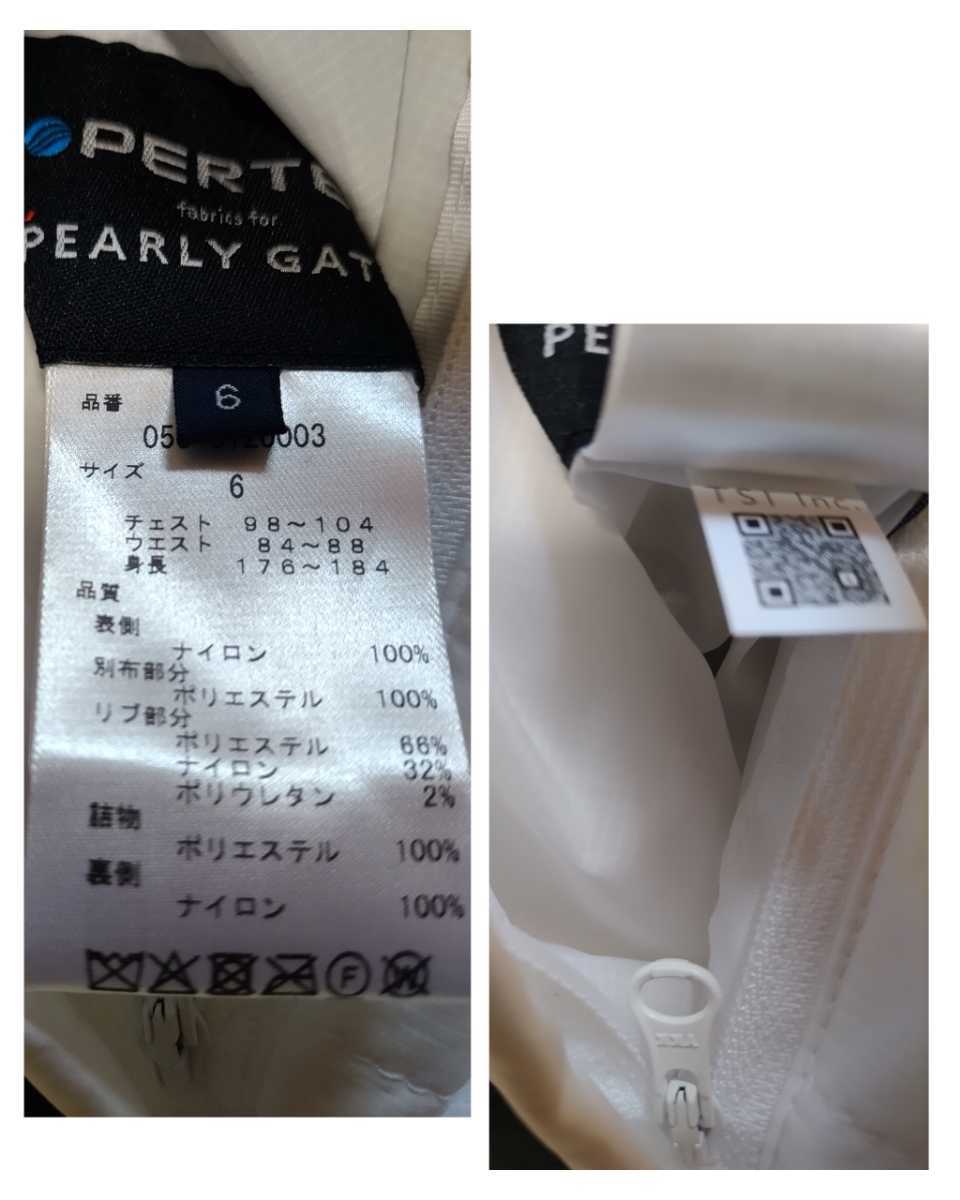 PERTE
fabrics for
PEARLY GAT
6
品番
サイズ
6
チェスト 98～104
ウエスト 84～88
身長 176～184
品質
表側
ナイロン 100%
別布部分
ポリエステル 100%
リブ部分
ポリエステル 66%
ナイロン 32%
ポリウレタン 2%
詰物
ポリエステル 100%
裏側
ナイロン 100%
F
W
PE
TSI Inc.